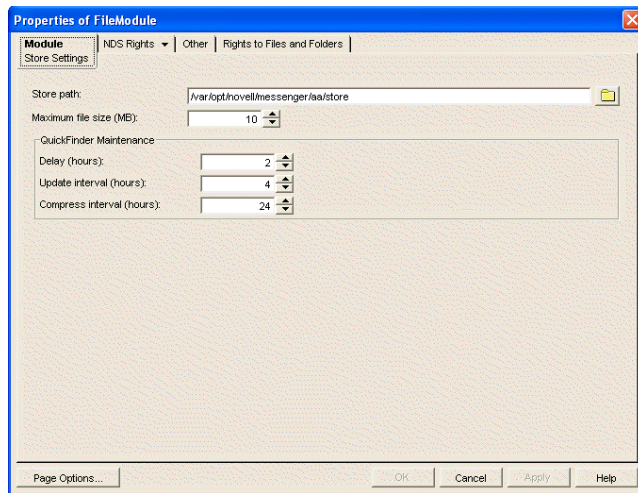 Properties of FileModule
Module NDS Rights Other Rights to Files and Folders
Store Settings
Store path: /var/opt/novell/messenger/aa/store
Maximum file size (MB): 10
QuickFinder Maintenance
Delay (hours): 2
Update interval (hours): 4
Compress interval (hours): 24
Page Options... OK Cancel Apply Help